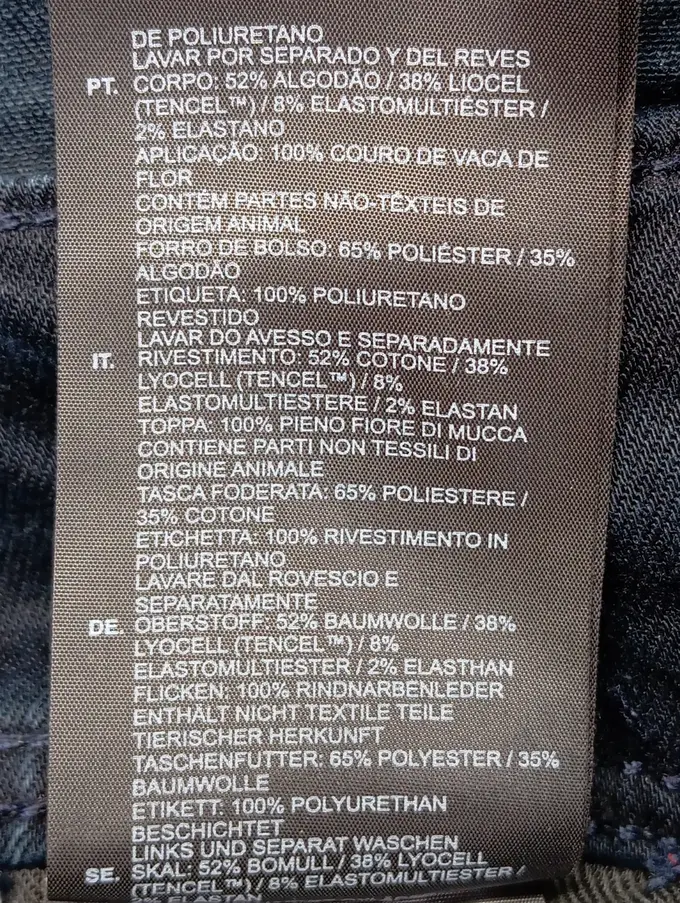 DE POLIURETANO
LAVAR POR SEPARADO Y DEL REVES
PT. CORPO: 52% ALGODÃO / 38% LIOCEL
(TENCEL™) / 8% ELASTOMULTIÉSTER /
2% ELASTANO
APLICAÇÃO: 100% COURO DE VACA DE
FLOR
CONTÉM PARTES NÃO-TÊXTEIS DE
ORIGEM ANIMAL
FORRO DE BOLSO: 65% POLIÉSTER / 35%
ALGODÃO
ETIQUETA: 100% POLIURETANO
REVESTIDO
LAVAR DO AVESSO E SEPARADAMENTE
IT. RIVESTIMENTO: 52% COTONE / 38%
LYOCELL (TENCEL™) / 8%
ELASTOMULTIESTERE / 2% ELASTAN
TOPPA: 100% PIENO FIORE DI MUCCA
CONTIENE PARTI NON TESSILI DI
ORIGINE ANIMALE
TASCA FODERATA: 65% POLIESTERE /
35% COTONE
ETICHETTA: 100% RIVESTIMENTO IN
POLIURETANO
LAVARE DAL ROVESCIO E
SEPARATAMENTE
DE. OBERSTOFF: 52% BAUMWOLLE / 38%
LYOCELL (TENCEL™) / 8%
ELASTOMULTIESTER / 2% ELASTHAN
FLICKEN: 100% RINDNARBENLEDER
ENTHÄLT NICHT TEXTILE TEILE
TIERISCHER HERKUNFT
TASCHENFUTTER: 65% POLYESTER / 35%
BAUMWOLLE
ETIKETT: 100% POLYURETHAN
BESCHICHTET
LINKS UND SEPARAT WASCHEN
SE. SKAL: 52% BOMULL / 38% LYOCELL
(TENCEL™) / 8% ELASTOMULTIESTER /
2% ELASTAN